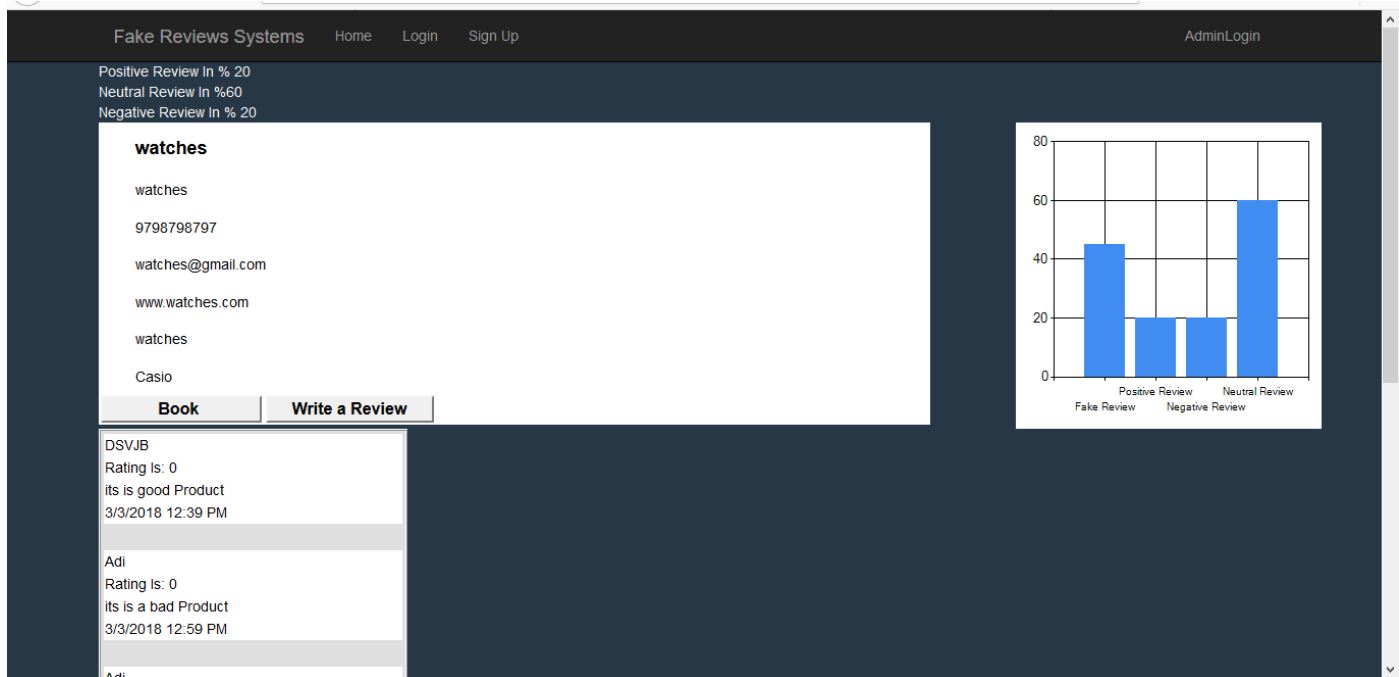 Fake Reviews Systems Home Login Sign Up AdminLogin
Positive Review In % 20
Neutral Review In %60
Negative Review In % 20
watches
watches
9798798797
watches@gmail.com
www.watches.com
watches
Casio
Book Write a Review
80
60
40
20
0
Positive Review Neutral Review
Fake Review Negative Review
DSVJB
Rating Is: 0
its is good Product
3/3/2018 12:39 PM
Adi
Rating Is: 0
its is a bad Product
3/3/2018 12:59 PM
Adi